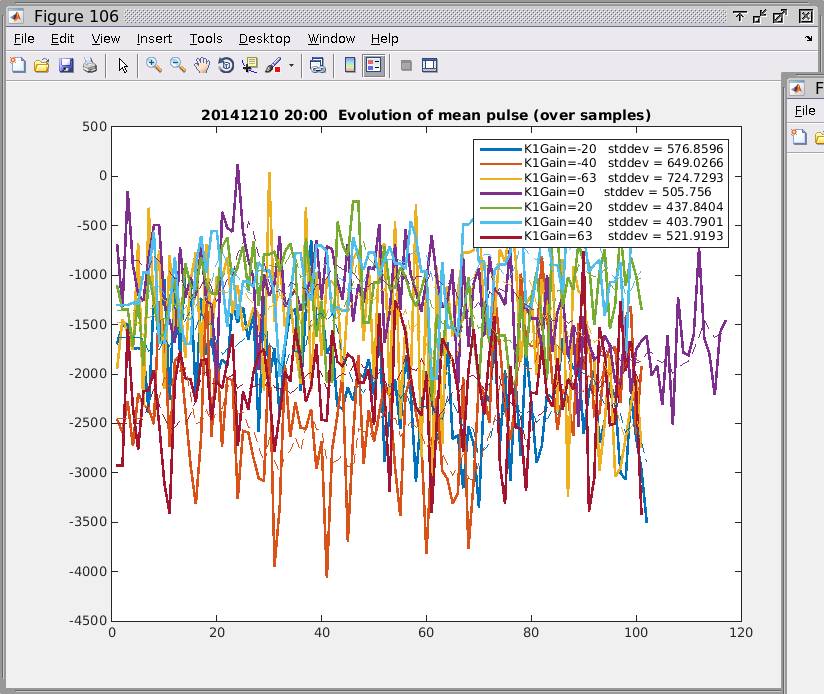 Figure 106
File Edit View Insert Tools Desktop Window Help
F
File
20141210 20:00 Evolution of mean pulse (over samples)
K1Gain=-20 stddev = 576.8596
K1Gain=-40 stddev = 649.0266
K1Gain=-63 stddev = 724.7293
K1Gain=0 stddev = 505.756
K1Gain=20 stddev = 437.8404
K1Gain=40 stddev = 403.7901
K1Gain=63 stddev = 521.9193
500
0
-500
-1000
-1500
-2000
-2500
-3000
-3500
-4000
-4500
0 20 40 60 80 100 120